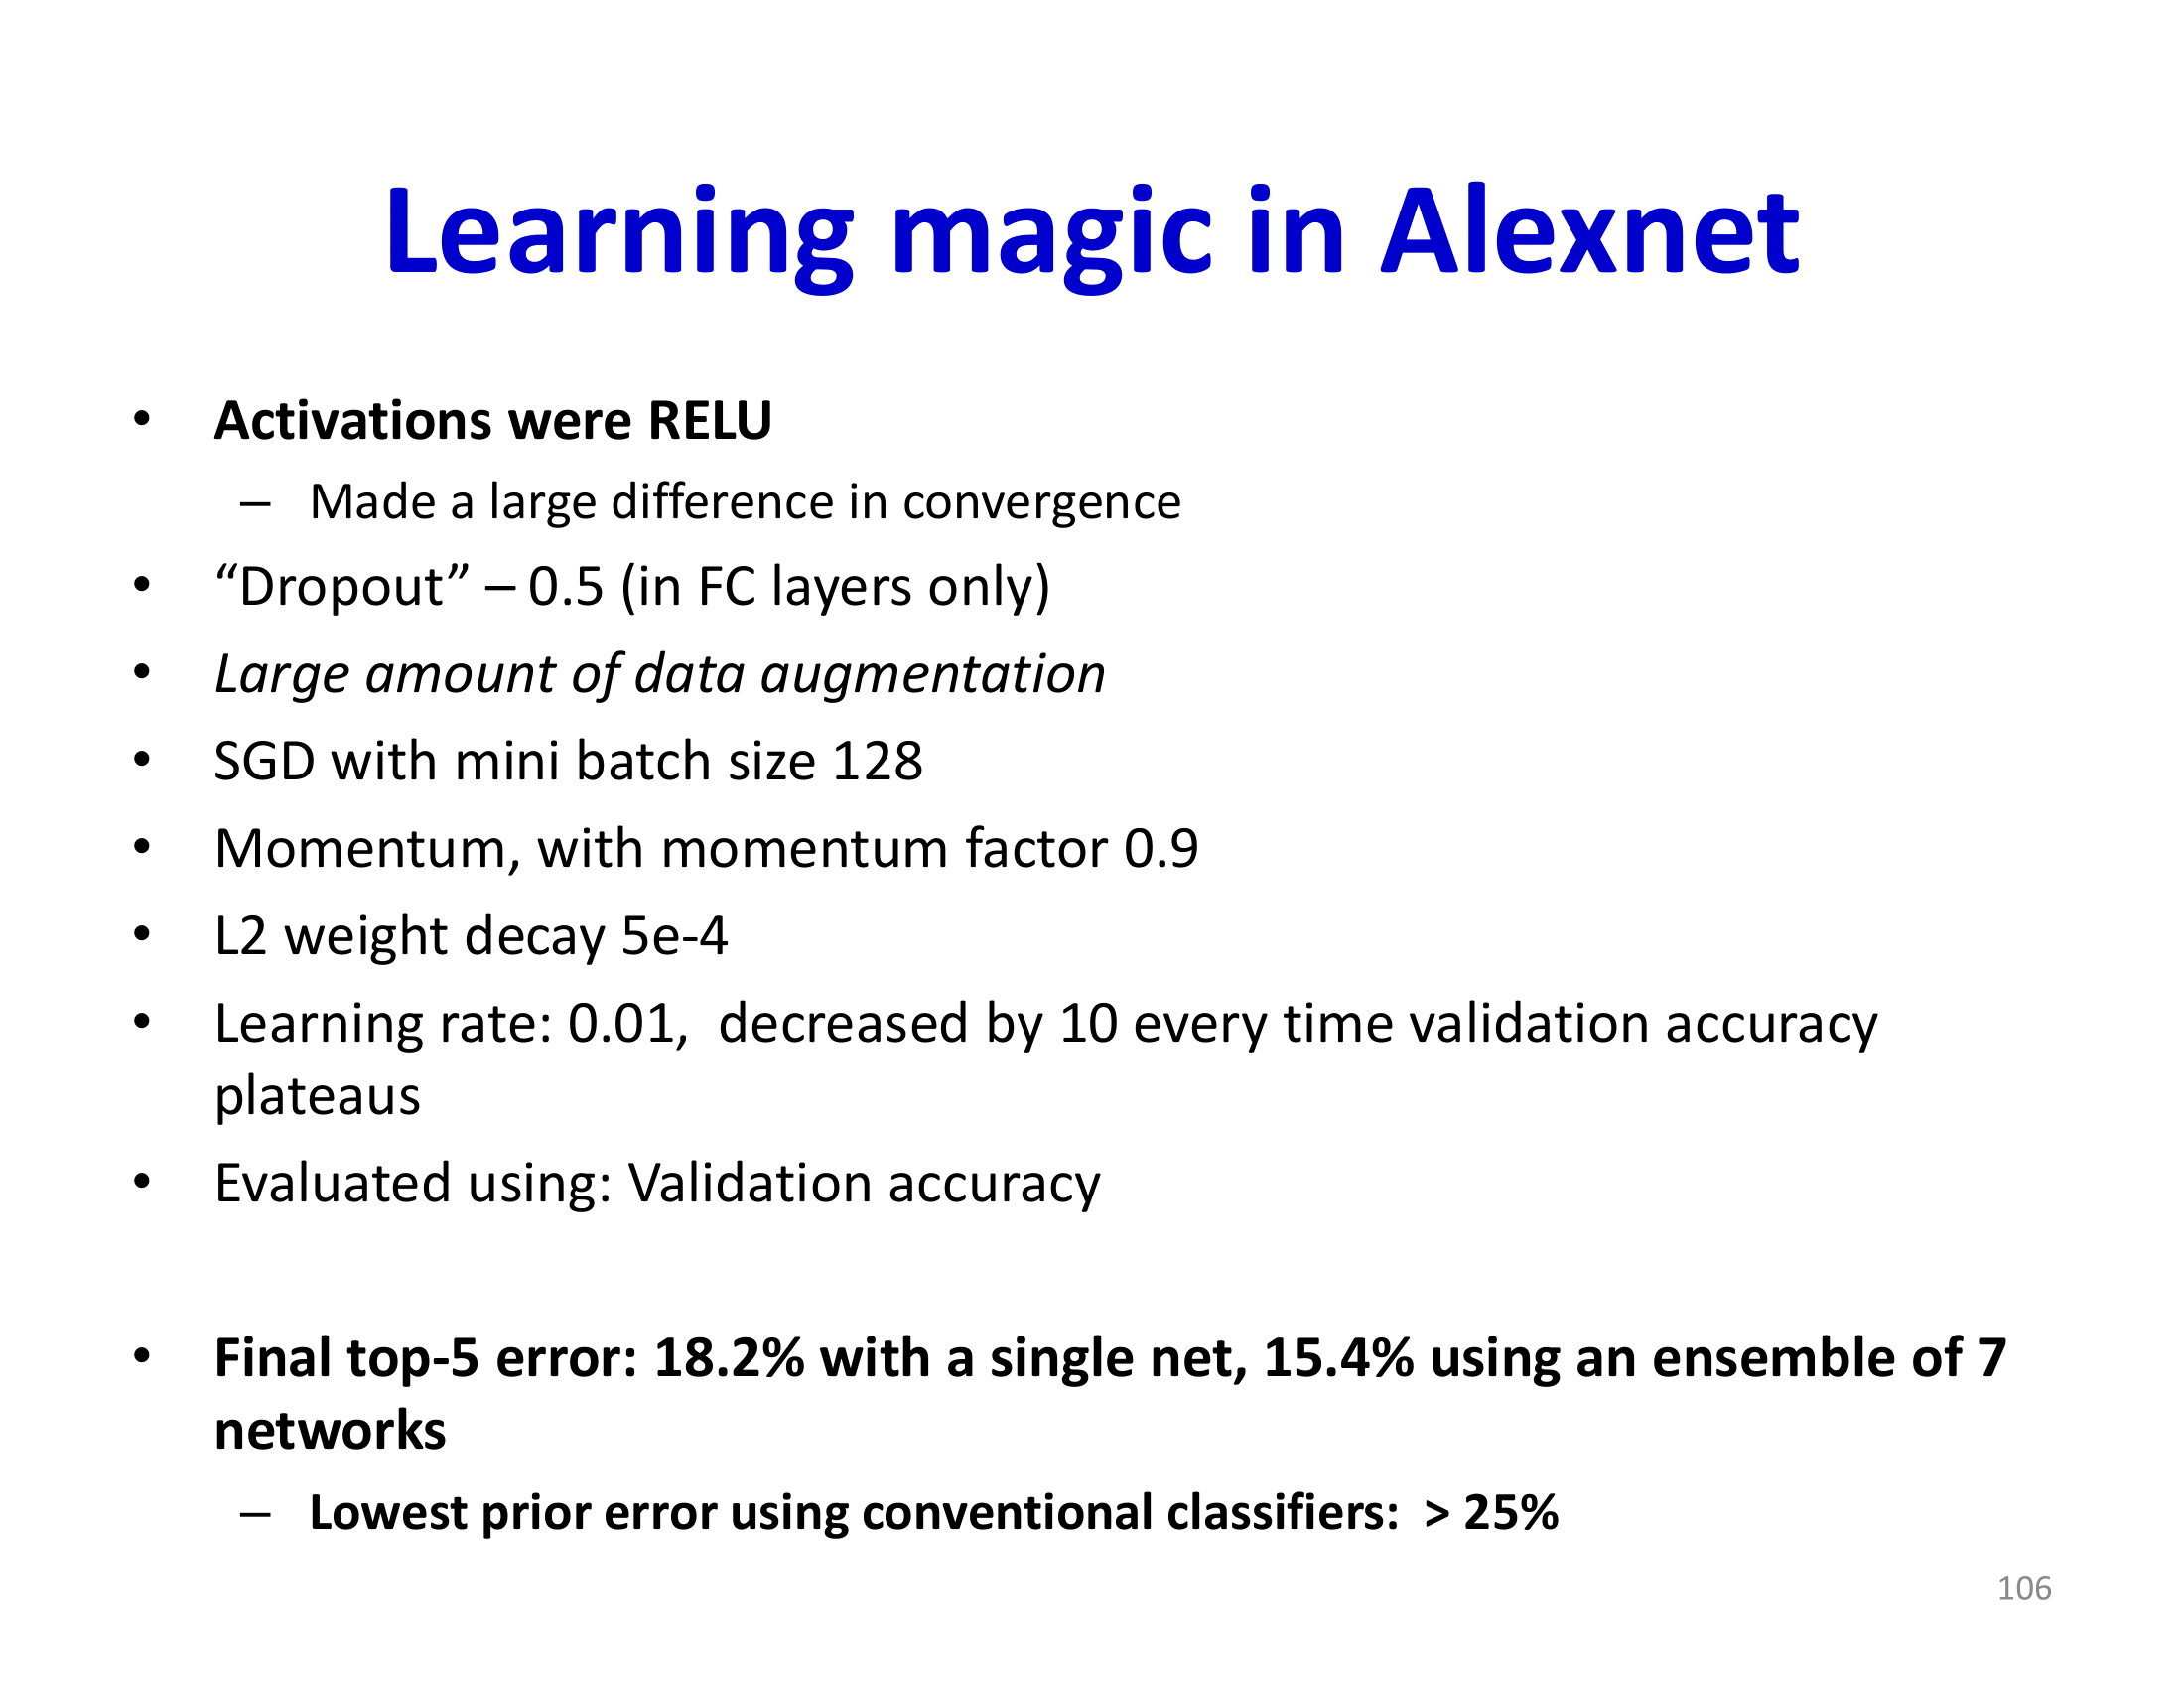 Learning magic in Alexnet
• Activations were RELU
– Made a large difference in convergence
• “Dropout” – 0.5 (in FC layers only)
• Large amount of data augmentation
• SGD with mini batch size 128
• Momentum, with momentum factor 0.9
• L2 weight decay 5e-4
• Learning rate: 0.01,  decreased by 10 every time validation accuracy
plateaus
• Evaluated using: Validation accuracy
• Final top-5 error: 18.2% with a single net, 15.4% using an ensemble of 7
networks
– Lowest prior error using conventional classifiers:  > 25%
106